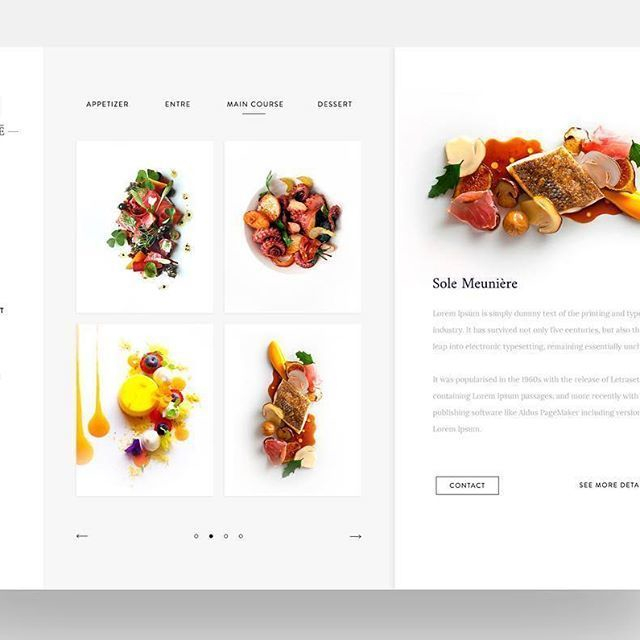 APPETIZER
ENTRE
MAIN COURSE
DESSERT
Sole Meunière
Lorem Ipsum is simply dummy text of the printing and type
industry. It has survived not only five centuries, but also th
leap into electronic typesetting, remaining essentially unch
It was popularised in the 1960s with the release of Letraset
containing Lorem Ipsum passages, and more recently with
publishing software like Aldus PageMaker including version
Lorem Ipsum.
CONTACT
SEE MORE DETA